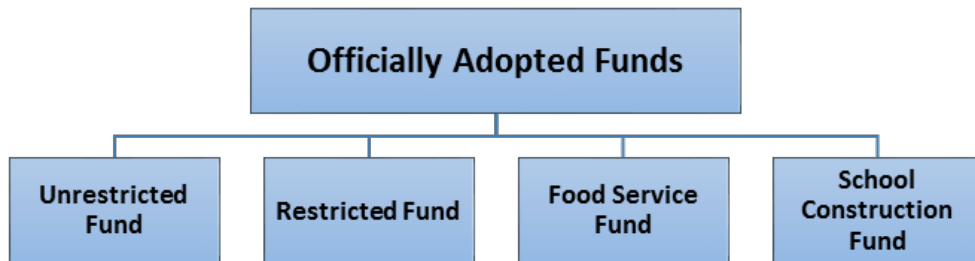 Officially Adopted Funds
Unrestricted
Fund
Restricted Fund
Food Service
Fund
School
Construction
Fund